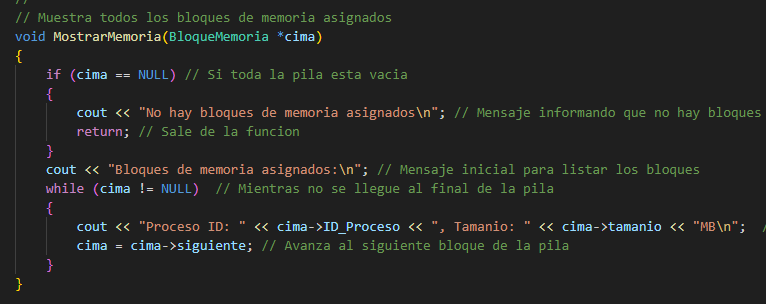 //
// Muestra todos los bloques de memoria asignados
void MostrarMemoria(BloqueMemoria *cima)
{
    if (cima == NULL) // Si toda la pila esta vacia
    {
        cout << "No hay bloques de memoria asignados\n"; // Mensaje informando que no hay bloques
        return; // Sale de la funcion
    }
    cout << "Bloques de memoria asignados:\n"; // Mensaje inicial para listar los bloques
    while (cima != NULL)  // Mientras no se llegue al final de la pila
    {
        cout << "Proceso ID: " << cima->ID_Proceso << ", Tamanio: " << cima->tamanio << "MB\n";  /
        cima = cima->siguiente; // Avanza al siguiente bloque de la pila
    }
}